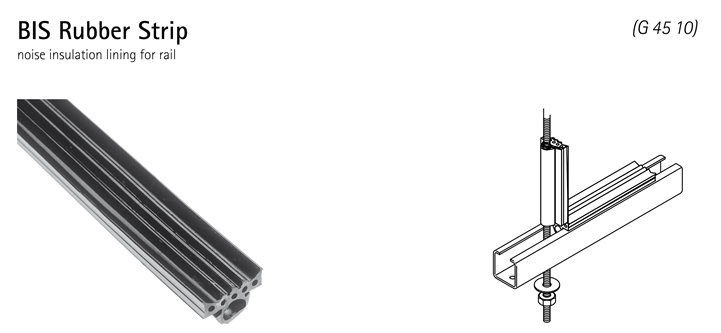 BIS Rubber Strip
(G 45 10)
noise insulation lining for rail